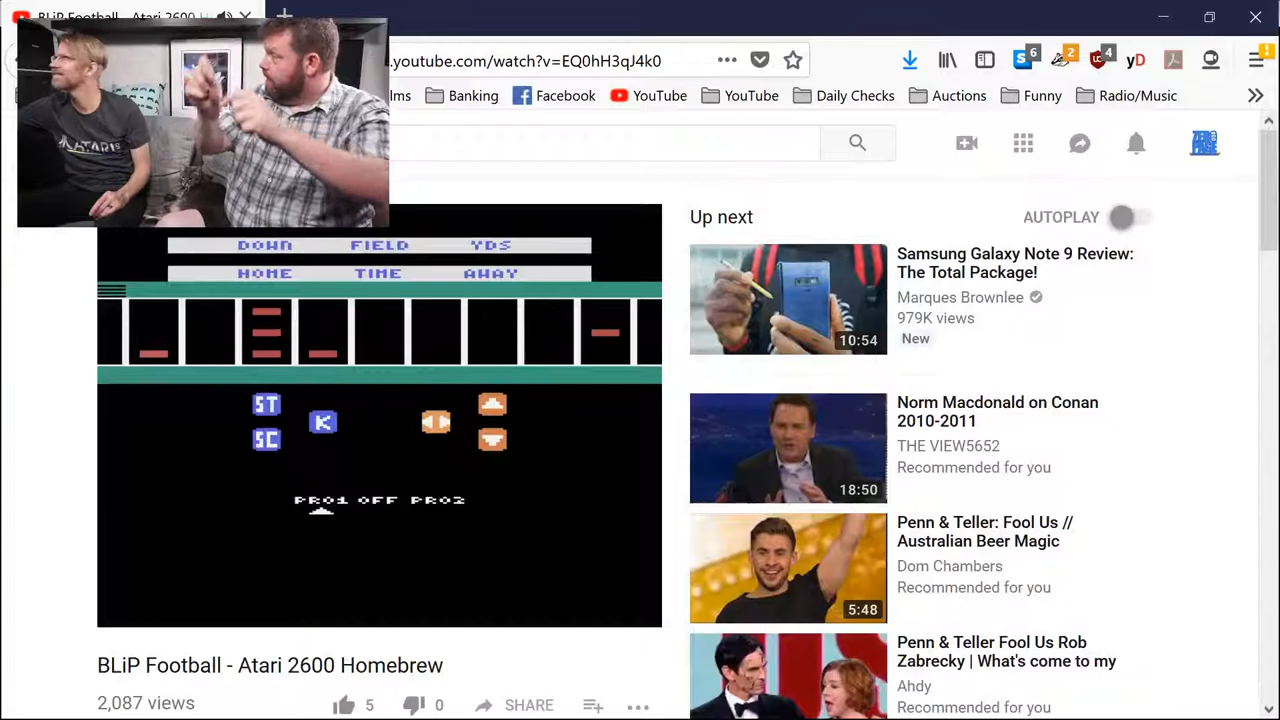 BLiP Football - Atari 2600 H
.youtube.com/watch?v=EQ0hH3qJ4k0
6 2 4 yD
lms Banking Facebook YouTube YouTube Daily Checks Auctions Funny Radio/Music
ATARI
DOWN FIELD YDS
HOME TIME AWAY
ST
K
SC
PRO1 OFF PRO2
BLiP Football - Atari 2600 Homebrew
2,087 views
5 0 SHARE
Up next AUTOPLAY
Samsung Galaxy Note 9 Review:
The Total Package!
Marques Brownlee
979K views
New
10:54
Norm Macdonald on Conan
2010-2011
THE VIEW5652
Recommended for you
18:50
Penn & Teller: Fool Us //
Australian Beer Magic
Dom Chambers
Recommended for you
5:48
Penn & Teller Fool Us Rob
Zabrecky | What's come to my
Ahdy
Recommended for you